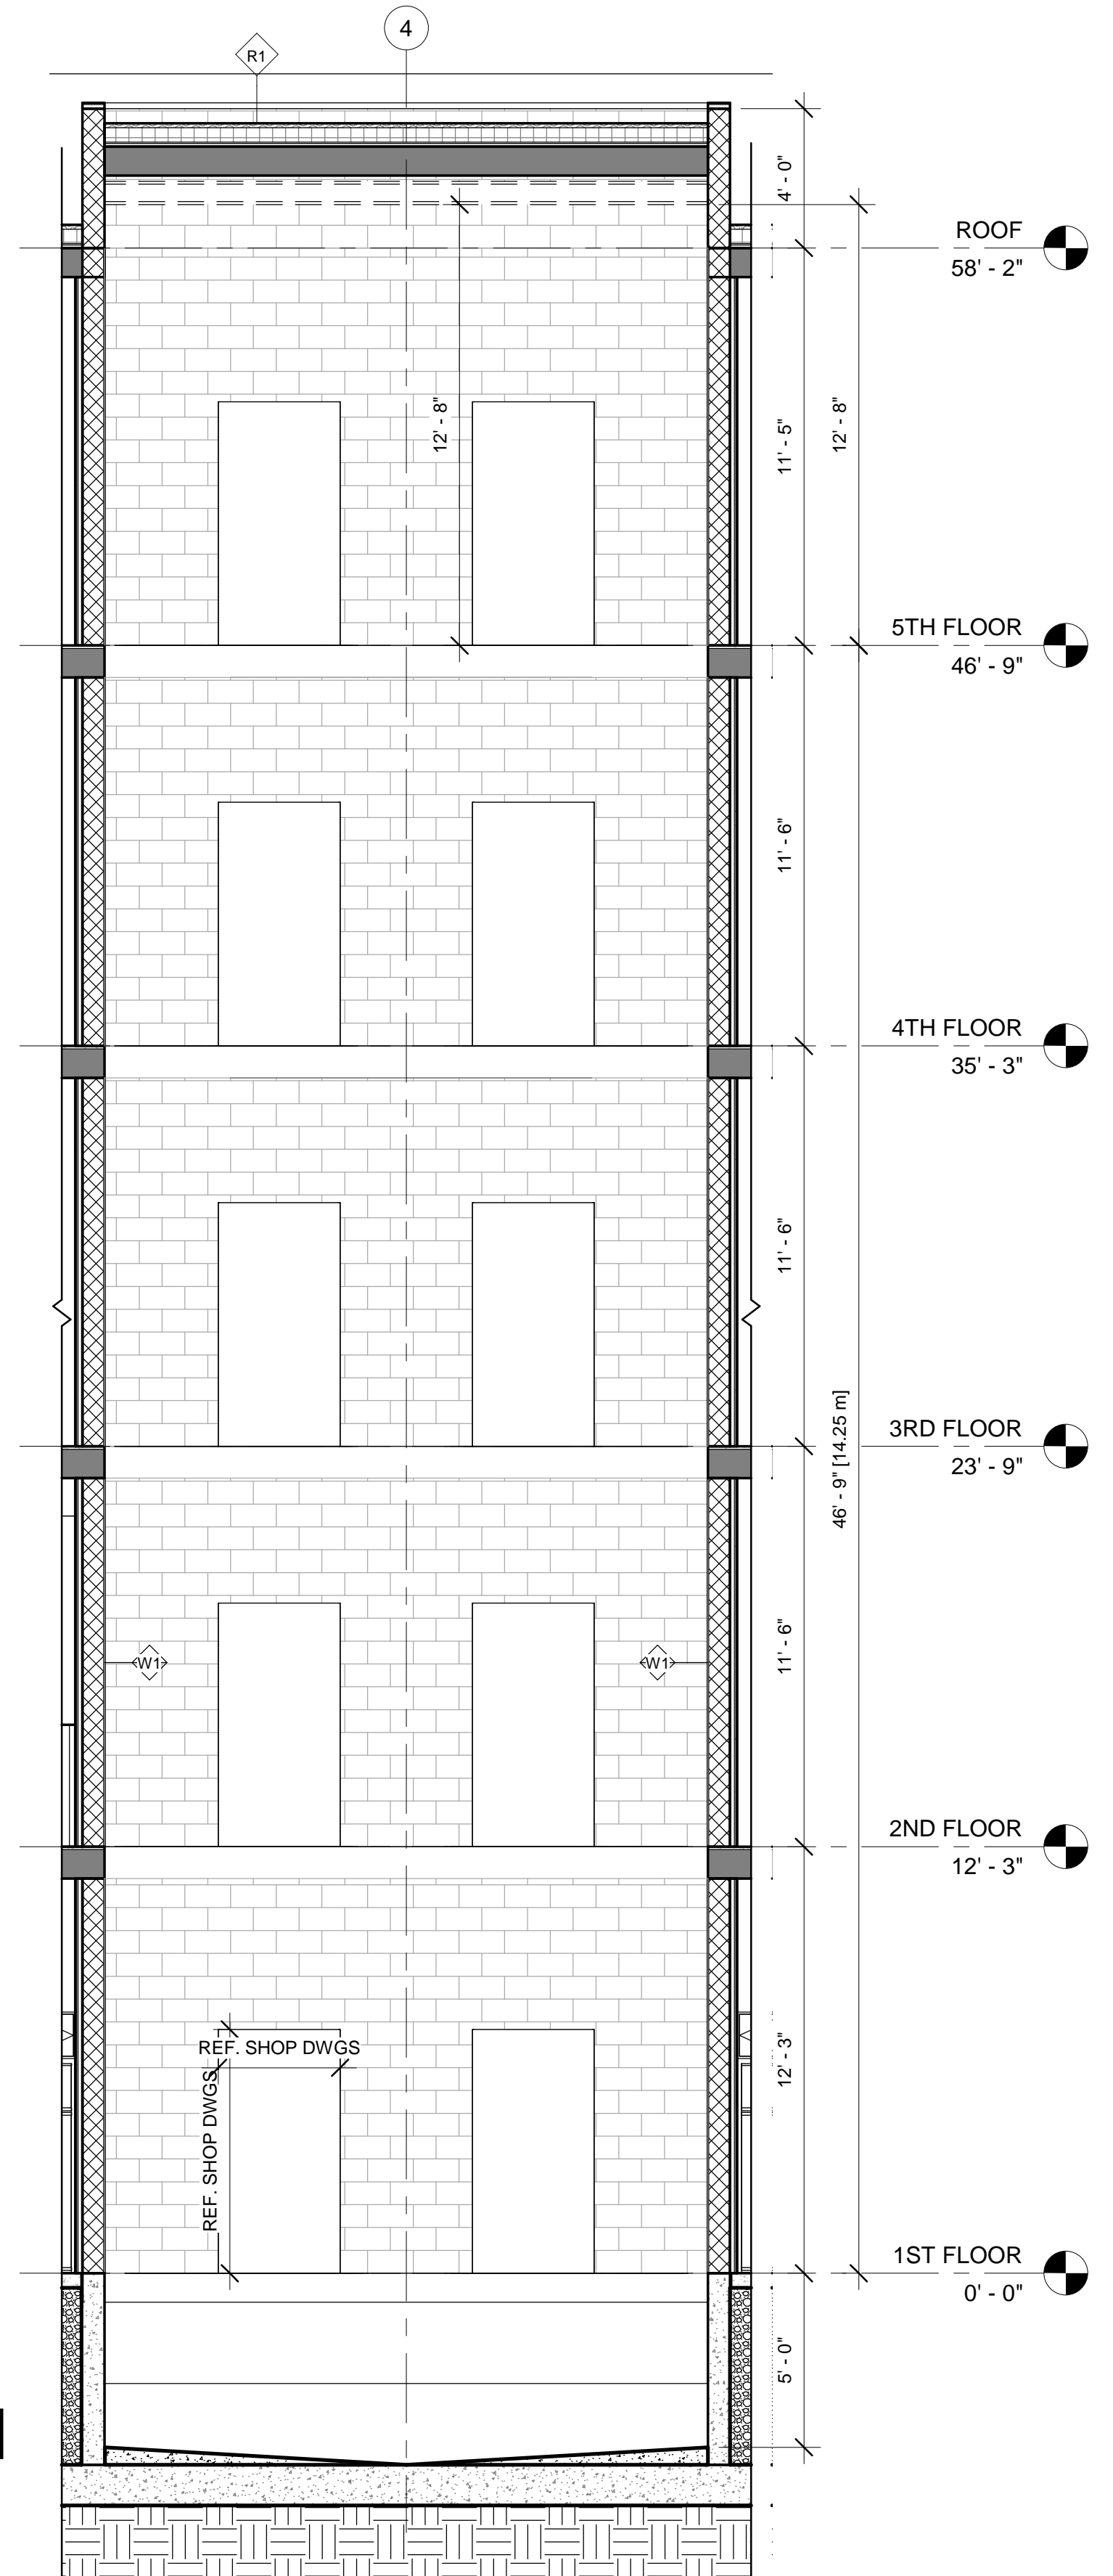 4
R1
4' - 0"
ROOF
58' - 2"
12' - 8"
11' - 5"
12' - 8"
5TH FLOOR
46' - 9"
11' - 6"
4TH FLOOR
35' - 3"
11' - 6"
46' - 9" [14.25 m]
3RD FLOOR
23' - 9"
W1
W1
11' - 6"
2ND FLOOR
12' - 3"
REF. SHOP DWGS
REF. SHOP DWGS
12' - 3"
1ST FLOOR
0' - 0"
5' - 0"